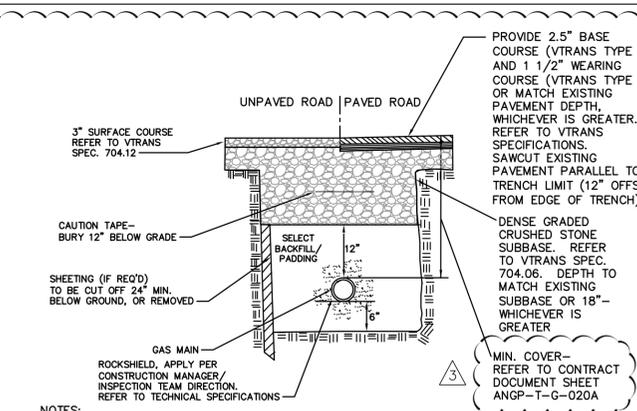 UNPAVED ROAD
PAVED ROAD
3" SURFACE COURSE
REFER TO VTRANS
SPEC. 704.12
CAUTION TAPE-
BURY 12" BELOW GRADE
SELECT
BACKFILL/
PADDING
12"
6"
SHEETING (IF REQ'D)
TO BE CUT OFF 24" MIN.
BELOW GROUND, OR REMOVED
GAS MAIN
ROCKSHIELD, APPLY PER
CONSTRUCTION MANAGER/
INSPECTION TEAM DIRECTION.
REFER TO TECHNICAL SPECIFICATIONS
PROVIDE 2.5" BASE
COURSE (VTRANS TYPE
AND 1 1/2" WEARING
COURSE (VTRANS TYPE
OR MATCH EXISTING
PAVEMENT DEPTH,
WHICHEVER IS GREATER.
REFER TO VTRANS
SPECIFICATIONS.
SAWCUT EXISTING
PAVEMENT PARALLEL TO
TRENCH LIMIT (12" OFFS
FROM EDGE OF TRENCH)
DENSE GRADED
CRUSHED STONE
SUBBASE. REFER
TO VTRANS SPEC.
704.06. DEPTH TO
MATCH EXISTING
SUBBASE OR 18"-
WHICHEVER IS
GREATER
3
MIN. COVER-
REFER TO CONTRACT
DOCUMENT SHEET
ANGP-T-G-020A
NOTES: